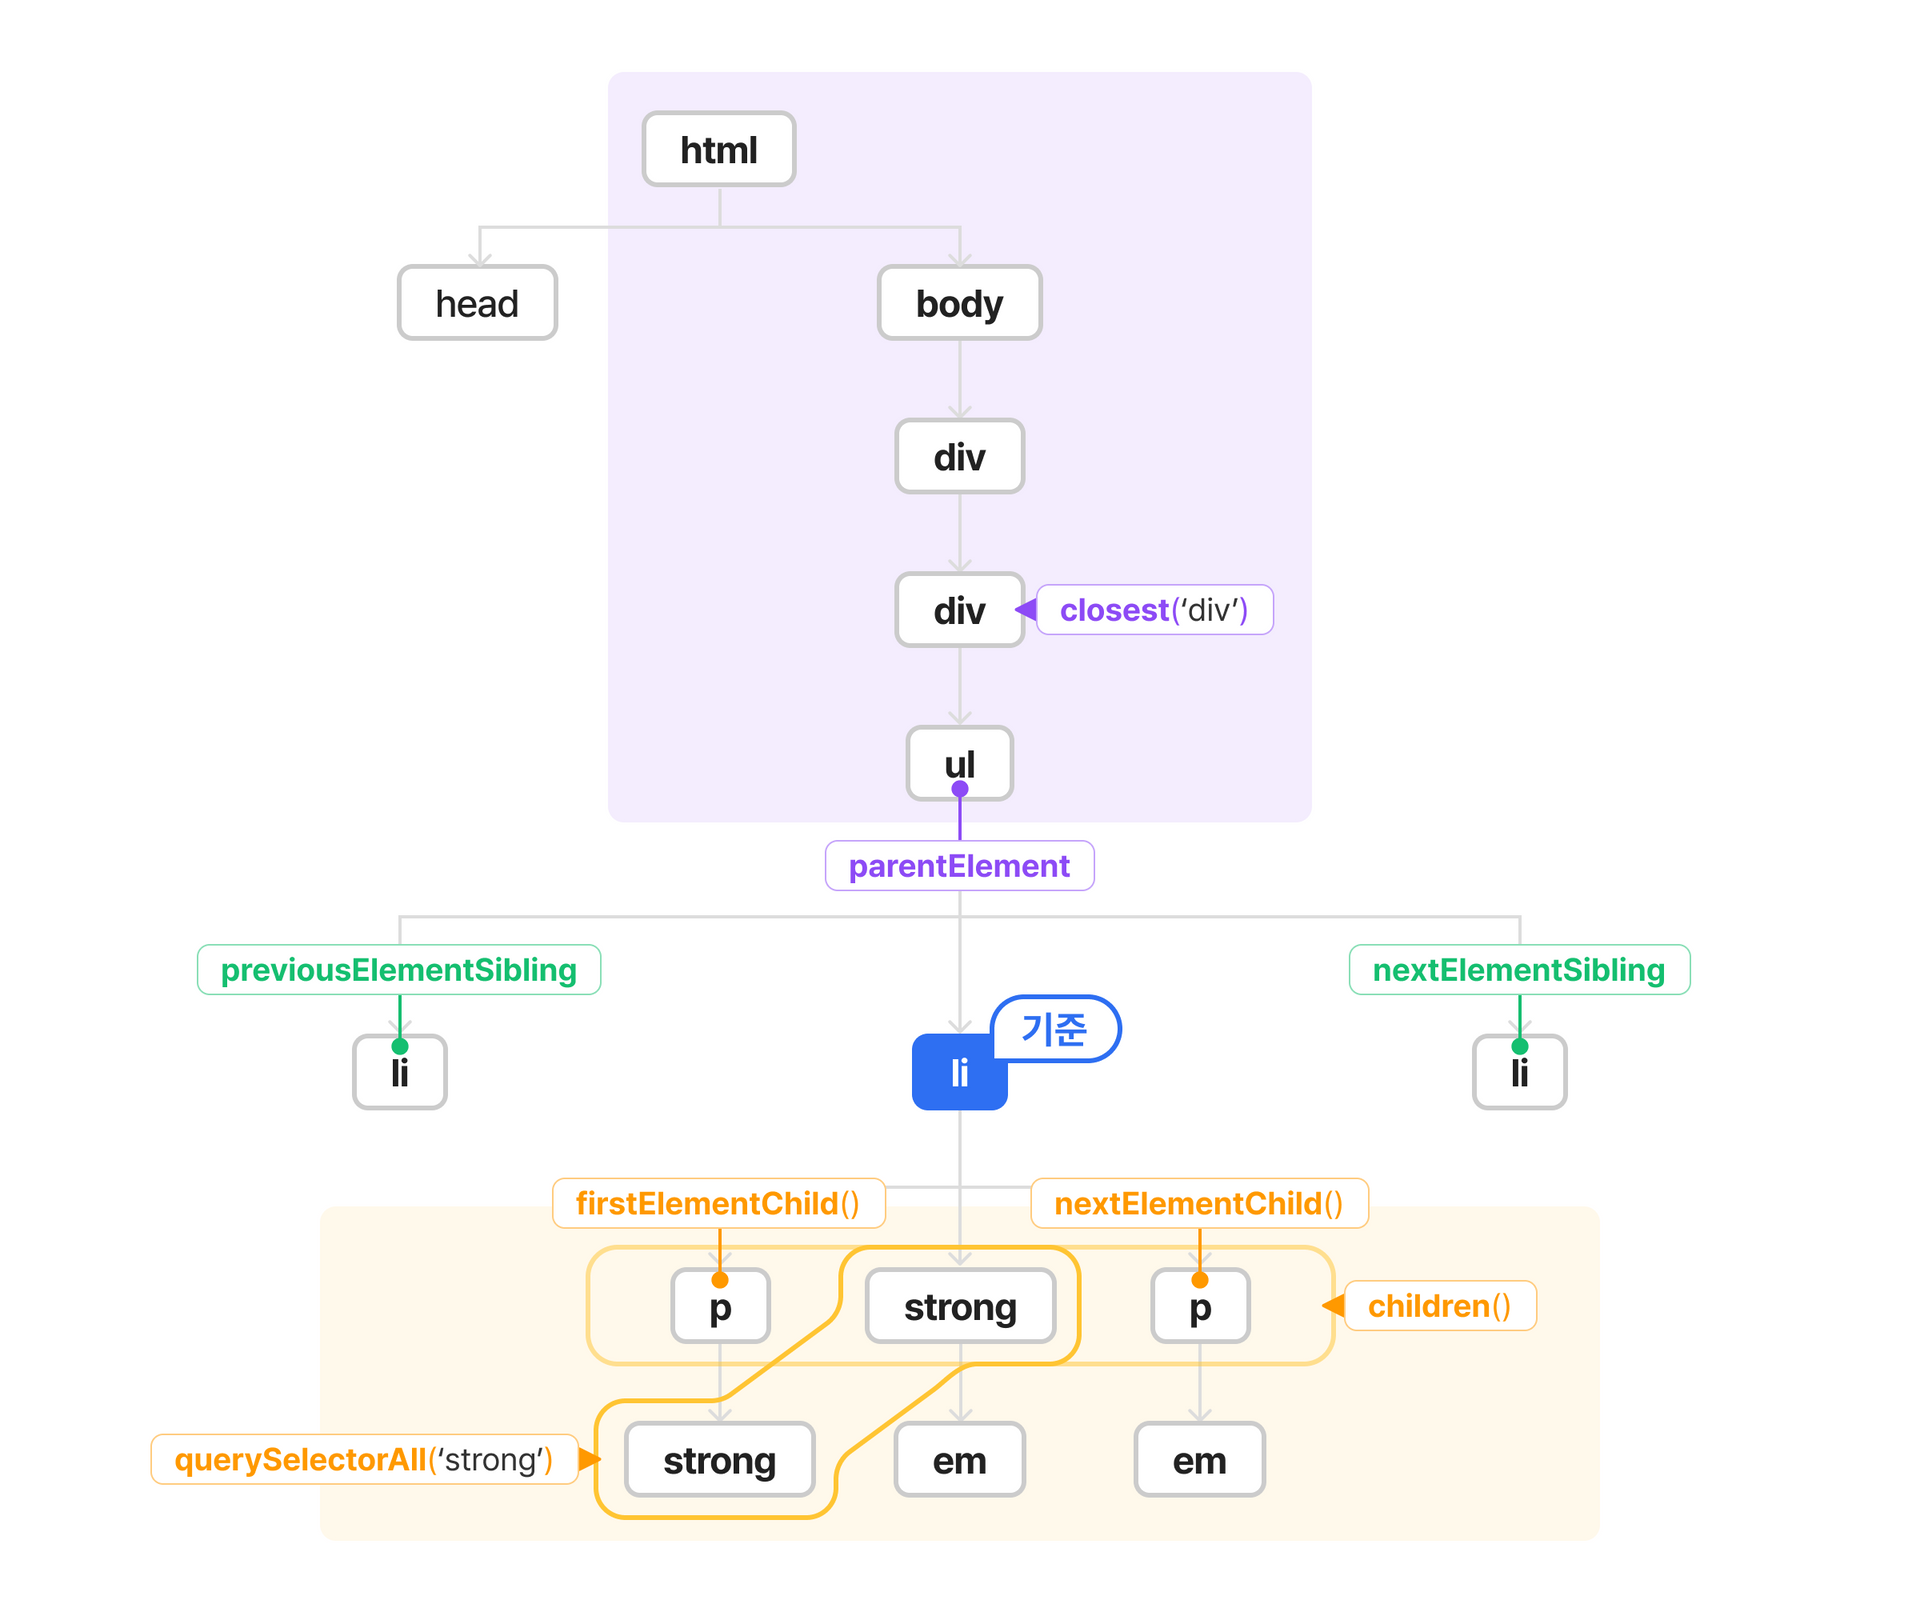 html
head
body
div
div
closest(‘div’)
ul
parentElement
previousElementSibling
nextElementSibling
기준
li
li
li
firstElementChild()
nextElementChild()
p
strong
p
children()
querySelectorAll(‘strong’)
strong
em
em